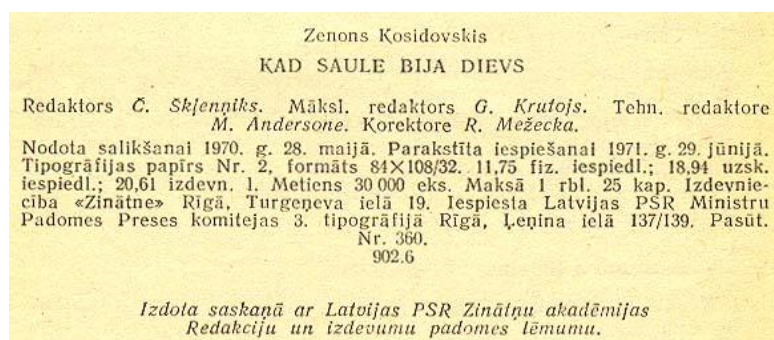 Zenons Kosidovskis
KAD SAULE BIJA DIEVS
Redaktors Č. Skļenņiks. Māksl. redaktors G. Krutojs. Tehn. redaktore
M. Andersone. Korektore R. Mežecka.
Nodota salikšanai 1970. g. 28. maijā. Parakstīta iespiešanai 1971. g. 29. jūnijā.
Tipogrāfijas papīrs Nr. 2, formāts 84×108/32. 11,75 fiz. iespiedl.; 18,94 uzsk.
iespiedl.; 20,61 izdevn. l. Metiens 30 000 eks. Maksā 1 rbl. 25 kap. Izdevnie-
cība «Zinātne» Rīgā, Turgeņeva ielā 19. Iespiesta Latvijas PSR Ministru
Padomes Preses komitejas 3. tipogrāfijā Rīgā, Ļeņina ielā 137/139. Pasūt.
Nr. 360.
902.6
Izdota saskaņā ar Latvijas PSR Zinātņu akadēmijas
Redakciju un izdevumu padomes lēmumu.